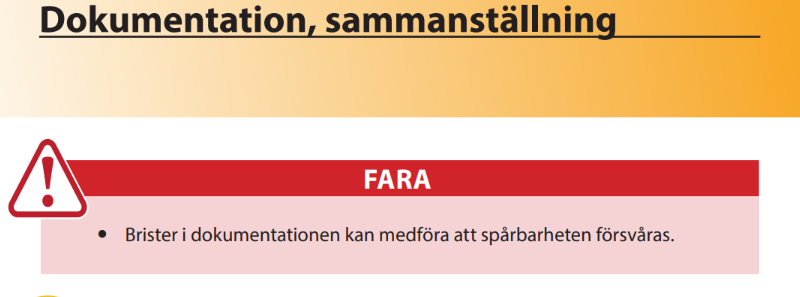 Dokumentation, sammanställning
FARA
• Brister i dokumentationen kan medföra att spårbarheten försvåras.